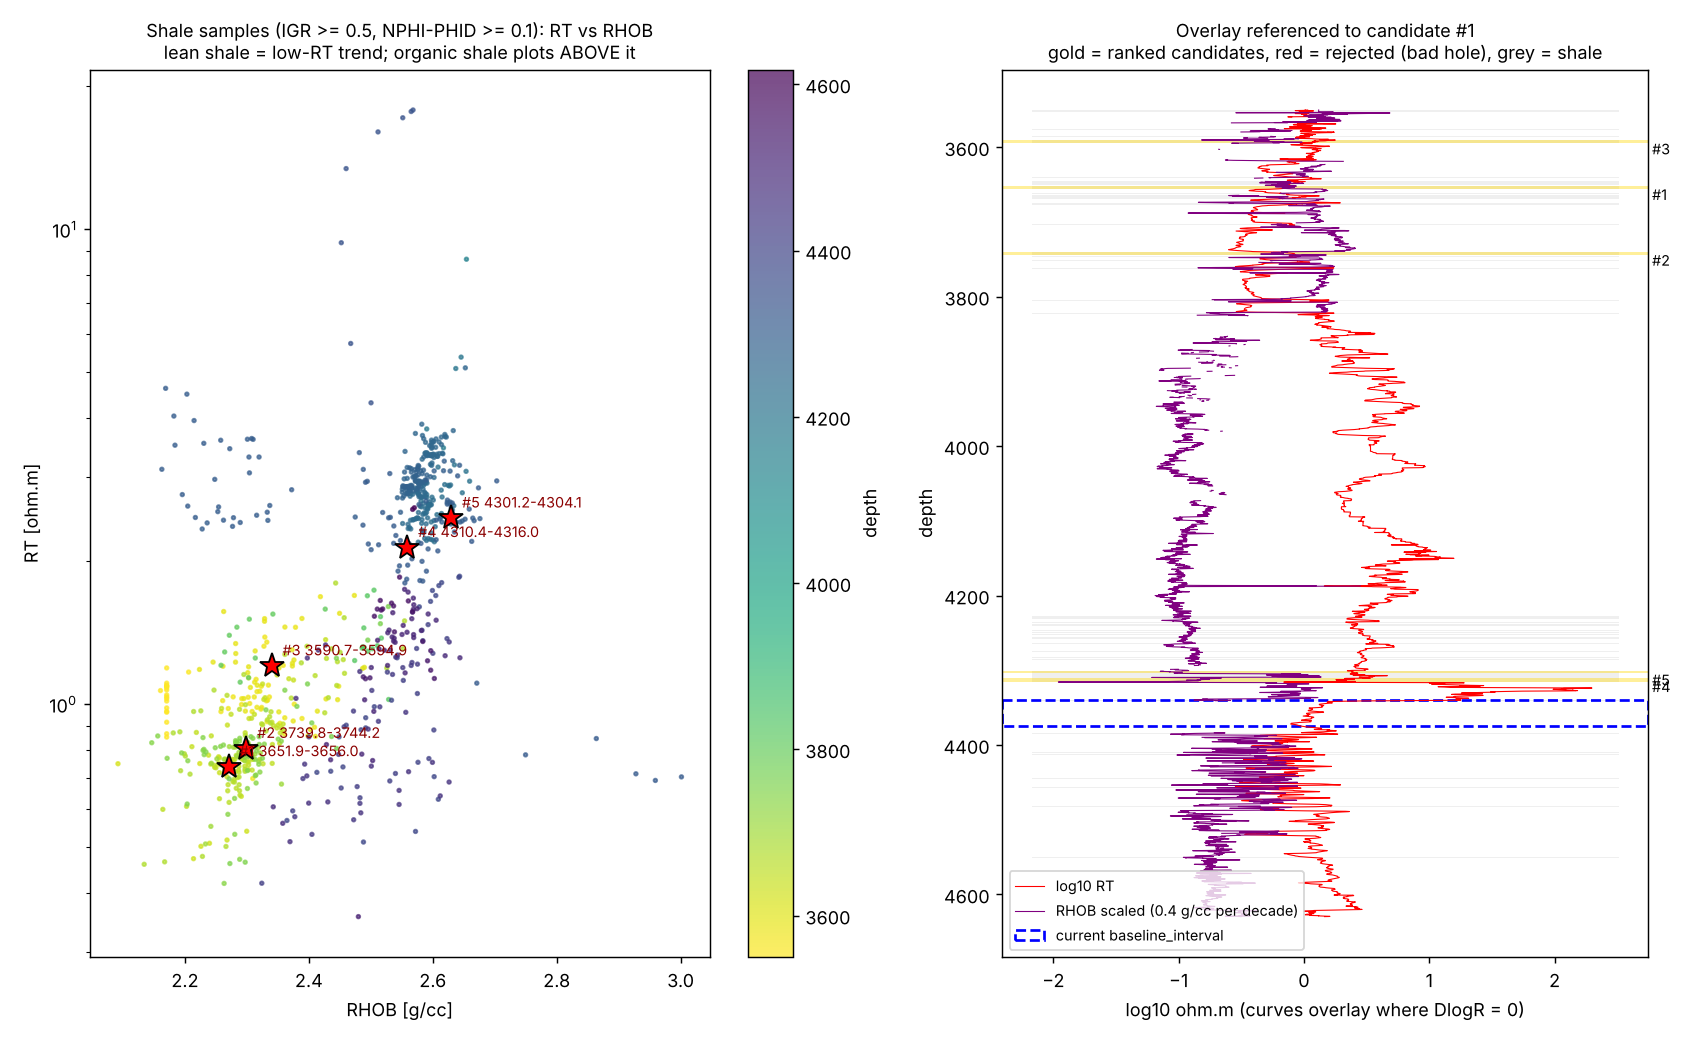 Shale samples (IGR >= 0.5, NPHI-PHID >= 0.1): RT vs RHOB
lean shale = low-RT trend; organic shale plots ABOVE it
RT [ohm.m]
10¹
10⁰
#5 4301.2-4304.1
#4 4310.4-4316.0
#3 3590.7-3594.9
#2 3739.8-3744.2
3651.9-3656.0
2.2
2.4
2.6
2.8
3.0
RHOB [g/cc]
4600
4400
4200
4000
3800
3600
depth
Overlay referenced to candidate #1
gold = ranked candidates, red = rejected (bad hole), grey = shale
depth
3600
3800
4000
4200
4400
4600
#3
#1
#2
#5
#4
log10 RT
RHOB scaled (0.4 g/cc per decade)
current baseline_interval
−2
−1
0
1
2
log10 ohm.m (curves overlay where DlogR = 0)